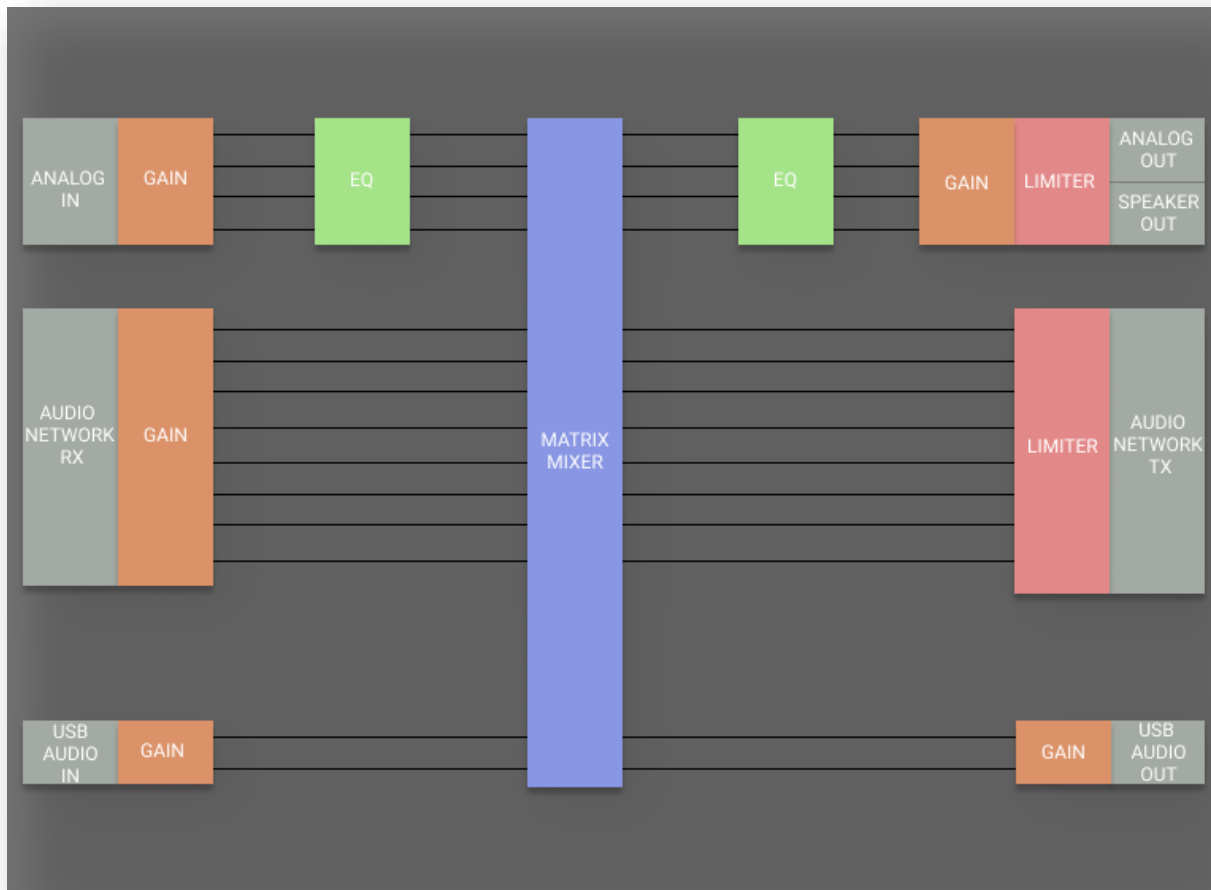 ANALOG
IN
GAIN
EQ
EQ
GAIN
LIMITER
ANALOG
OUT
SPEAKER
OUT
AUDIO
NETWORK
RX
GAIN
MATRIX
MIXER
LIMITER
AUDIO
NETWORK
TX
USB
AUDIO
IN
GAIN
GAIN
USB
AUDIO
OUT